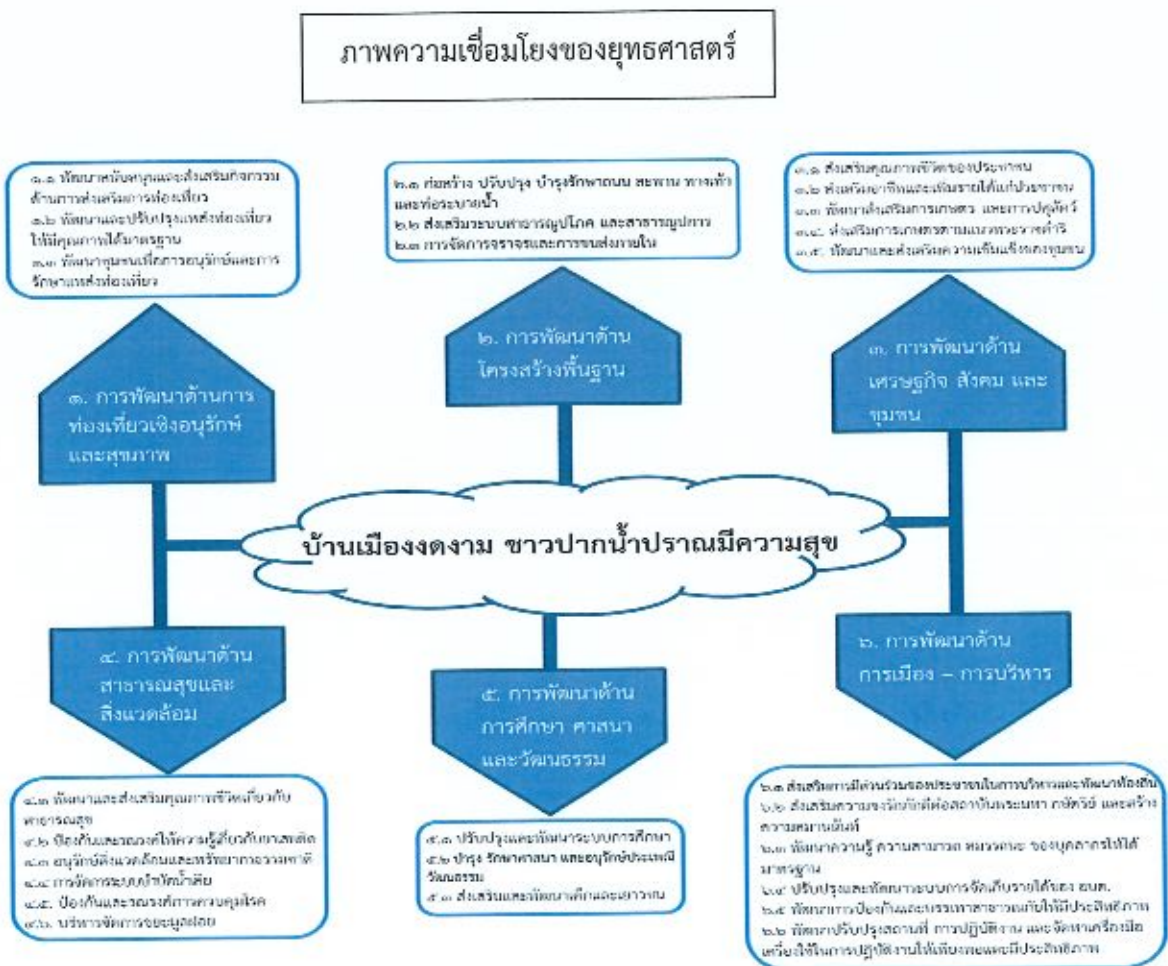 ภาพความเชื่อมโยงของยุทธศาสตร์
๑.๑ พัฒนาสนับสนุนและส่งเสริมกิจกรรม
ด้านการส่งเสริมการท่องเที่ยว
๑.๒ พัฒนาและปรับปรุงแหล่งท่องเที่ยว
ให้มีคุณภาพได้มาตรฐาน
๑.๓ พัฒนาชุมชนเพื่อการอนุรักษ์และการ
รักษาแหล่งท่องเที่ยว
๒.๑ ก่อสร้าง ปรับปรุง บำรุงรักษาถนน สะพาน ทางเท้า
และท่อระบายน้ำ
๒.๒ ส่งเสริมระบบสาธารณูปโภค และสาธารณูปการ
๒.๓ การจัดการจราจรและการขนส่งภายใน
๓.๑ ส่งเสริมคุณภาพชีวิตของประชาชน
๓.๒ ส่งเสริมอาชีพและเพิ่มรายได้แก่ประชาชน
๓.๓ พัฒนาส่งเสริมการเกษตร และการปศุสัตว์
๓.๔ ส่งเสริมการเกษตรตามแนวพระราชดำริ
๓.๕ พัฒนาและส่งเสริมความเข้มแข็งของชุมชน
๑. การพัฒนาด้านการ
ท่องเที่ยวเชิงอนุรักษ์
และสุขภาพ
๒. การพัฒนาด้าน
โครงสร้างพื้นฐาน
๓. การพัฒนาด้าน
เศรษฐกิจ สังคม และ
ชุมชน
บ้านเมืองงดงาม ชาวปากน้ำปราณมีความสุข
๔. การพัฒนาด้าน
สาธารณสุขและ
สิ่งแวดล้อม
๕. การพัฒนาด้าน
การศึกษา ศาสนา
และวัฒนธรรม
๖. การพัฒนาด้าน
การเมือง – การบริหาร
๔.๑ พัฒนาและส่งเสริมคุณภาพชีวิตเกี่ยวกับ
สาธารณสุข
๔.๒ ป้องกันและรณรงค์ให้ความรู้เกี่ยวกับยาเสพติด
๔.๓ อนุรักษ์สิ่งแวดล้อมและทรัพยากรธรรมชาติ
๔.๔ การจัดการระบบบำบัดน้ำเสีย
๔.๕. ป้องกันและรณรงค์การควบคุมโรค
๔.๖. บริหารจัดการขยะมูลฝอย
๕.๑ ปรับปรุงและพัฒนาระบบการศึกษา
๕.๒ บำรุง รักษาศาสนา และอนุรักษ์ประเพณี
วัฒนธรรม
๕.๓ ส่งเสริมและพัฒนาเด็กและเยาวชน
๖.๑ ส่งเสริมการมีส่วนร่วมของประชาชนในการบริหารและพัฒนาท้องถิ่น
๖.๒ ส่งเสริมความจงรักภักดีต่อสถาบันพระมหา กษัตริย์ และสร้าง
ความสมานฉันท์
๖.๓ พัฒนาความรู้ ความสามารถ สมรรถนะ ของบุคลากรให้ได้
มาตรฐาน
๖.๔ ปรับปรุงและพัฒนาระบบการจัดเก็บรายได้ของ อบต.
๖.๕ พัฒนาการป้องกันและบรรเทาสาธารณภัยให้มีประสิทธิภาพ
๖.๖ พัฒนาปรับปรุงสถานที่ การปฏิบัติงาน และจัดหาเครื่องมือ
เครื่องใช้ในการปฏิบัติงานให้เพียงพอและมีประสิทธิภาพ